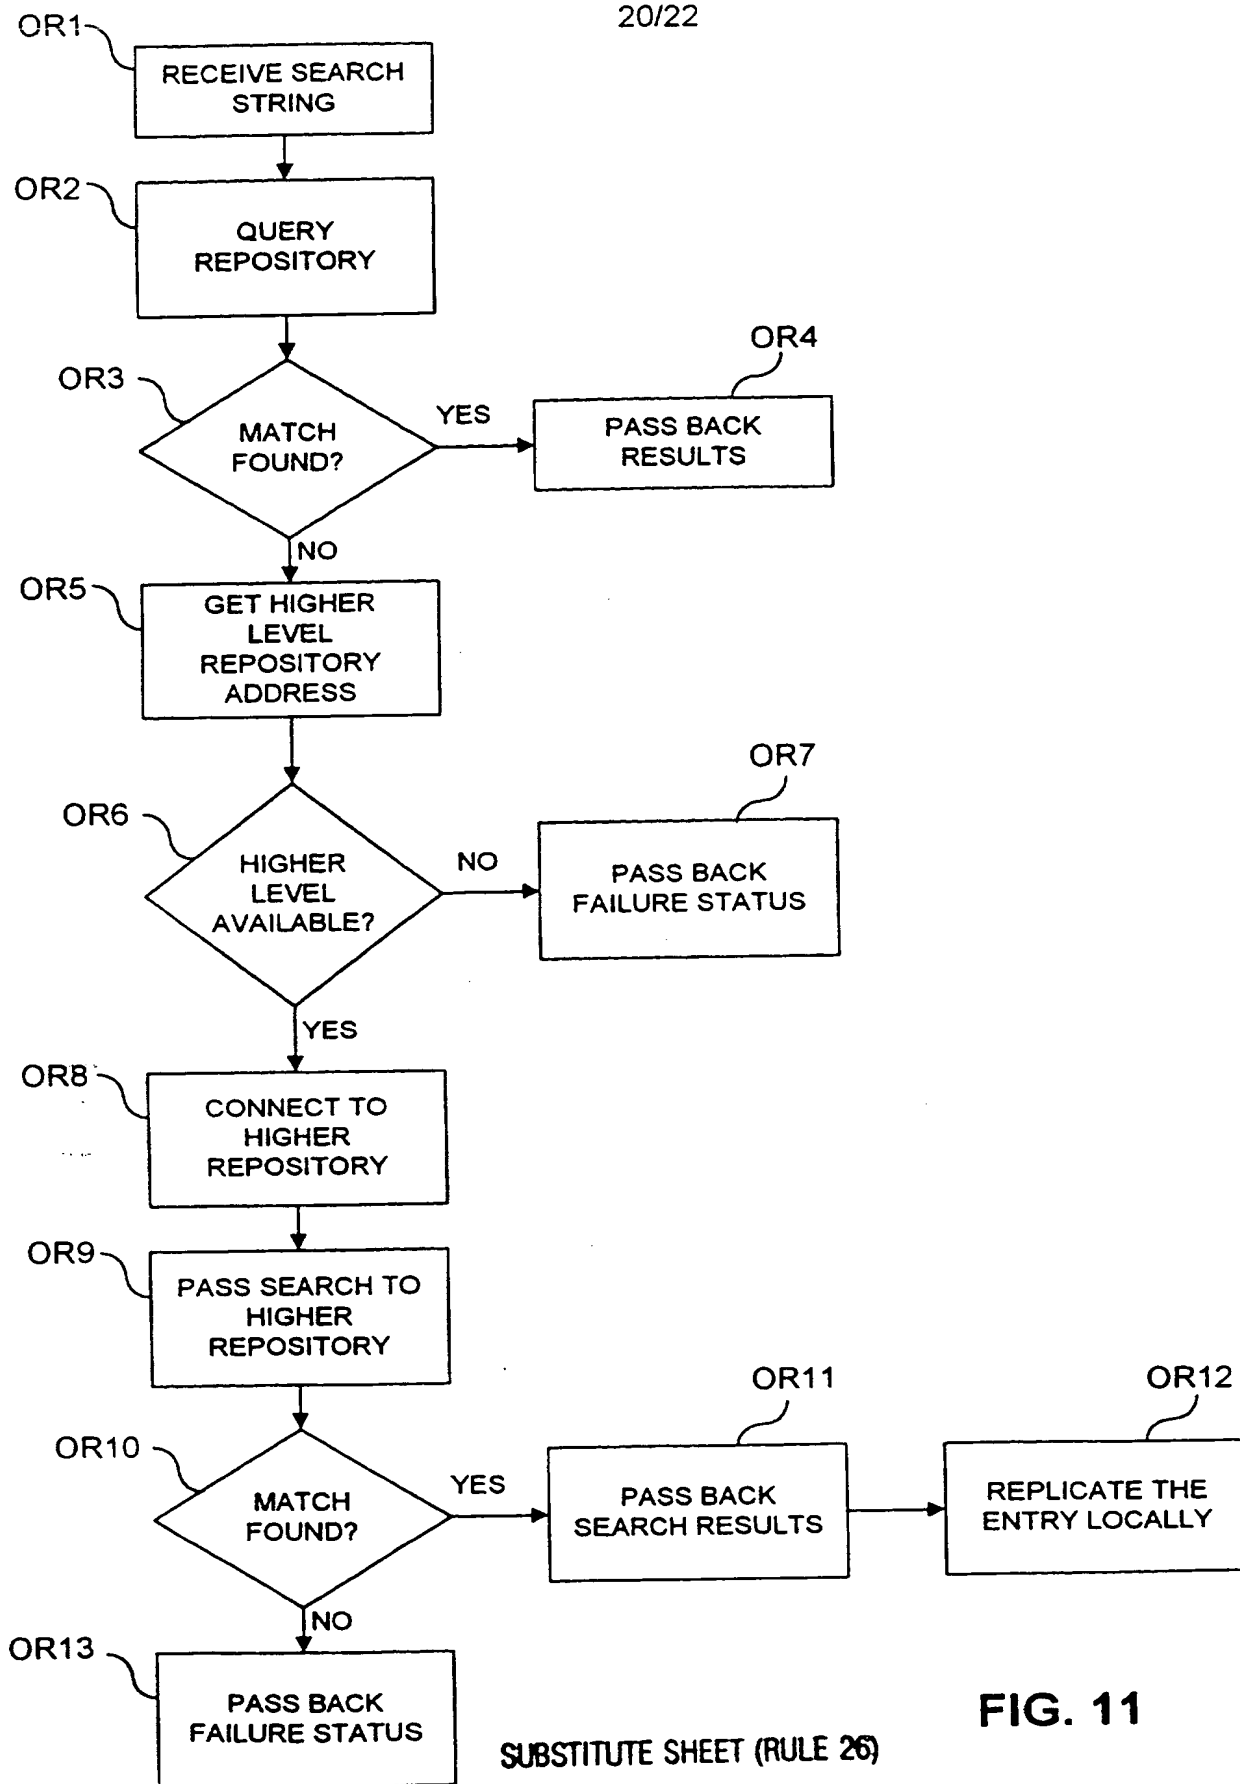 20/22
OR1
RECEIVE SEARCH
STRING
OR2
QUERY
REPOSITORY
OR3
MATCH
FOUND?
YES
OR4
PASS BACK
RESULTS
NO
OR5
GET HIGHER
LEVEL
REPOSITORY
ADDRESS
OR6
HIGHER
LEVEL
AVAILABLE?
NO
OR7
PASS BACK
FAILURE STATUS
YES
OR8
CONNECT TO
HIGHER
REPOSITORY
OR9
PASS SEARCH TO
HIGHER
REPOSITORY
OR10
MATCH
FOUND?
YES
OR11
PASS BACK
SEARCH RESULTS
OR12
REPLICATE THE
ENTRY LOCALLY
NO
OR13
PASS BACK
FAILURE STATUS
FIG. 11
SUBSTITUTE SHEET (RULE 26)